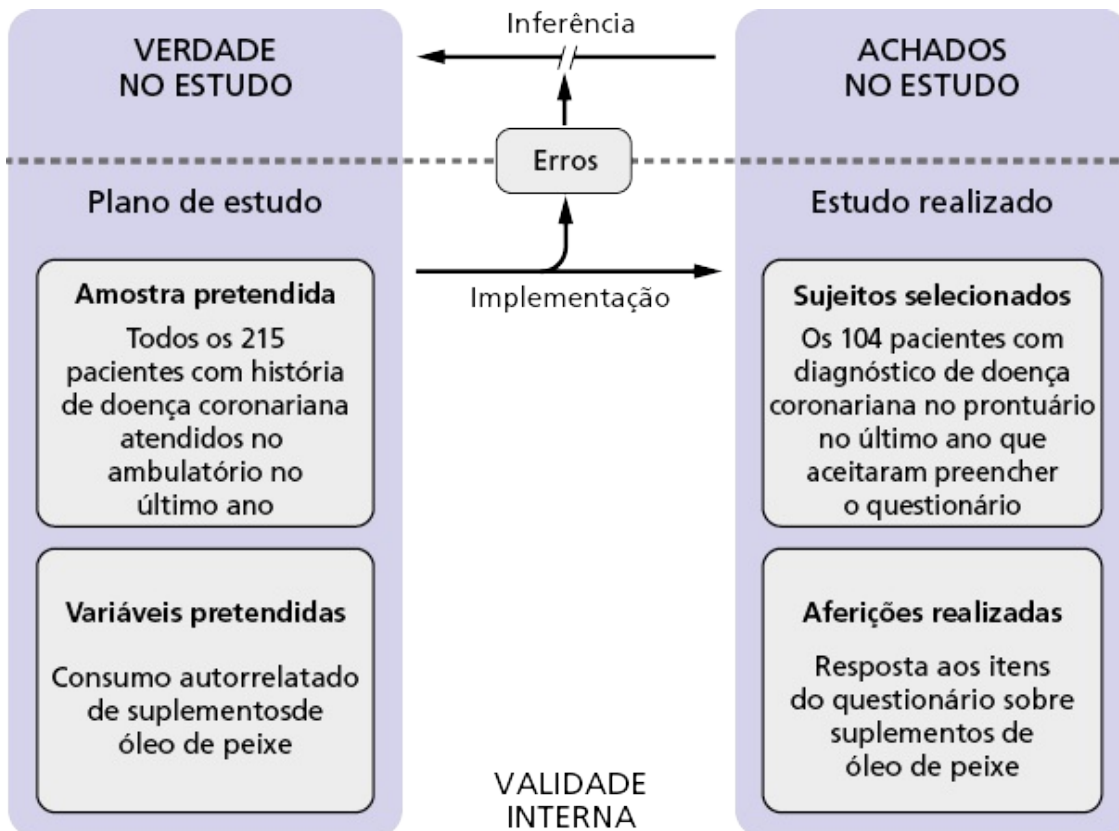 VERDADE
NO ESTUDO
Plano de estudo
Amostra pretendida
Todos os 215
pacientes com história
de doença coronariana
atendidos no
ambulatório no
último ano
Variáveis pretendidas
Consumo autorrelatado
de suplementosde
óleo de peixe
Inferência
Erros
Implementação
VALIDADE
INTERNA
ACHADOS
NO ESTUDO
Estudo realizado
Sujeitos selecionados
Os 104 pacientes com
diagnóstico de doença
coronariana no prontuário
no último ano que
aceitaram preencher
o questionário
Aferições realizadas
Resposta aos itens
do questionário sobre
suplementos de
óleo de peixe